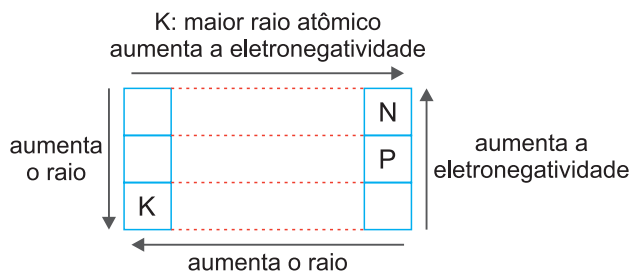 K: maior raio atômico
aumenta a eletronegatividade
aumenta
o raio
N
P
K
aumenta a
eletronegatividade
aumenta o raio